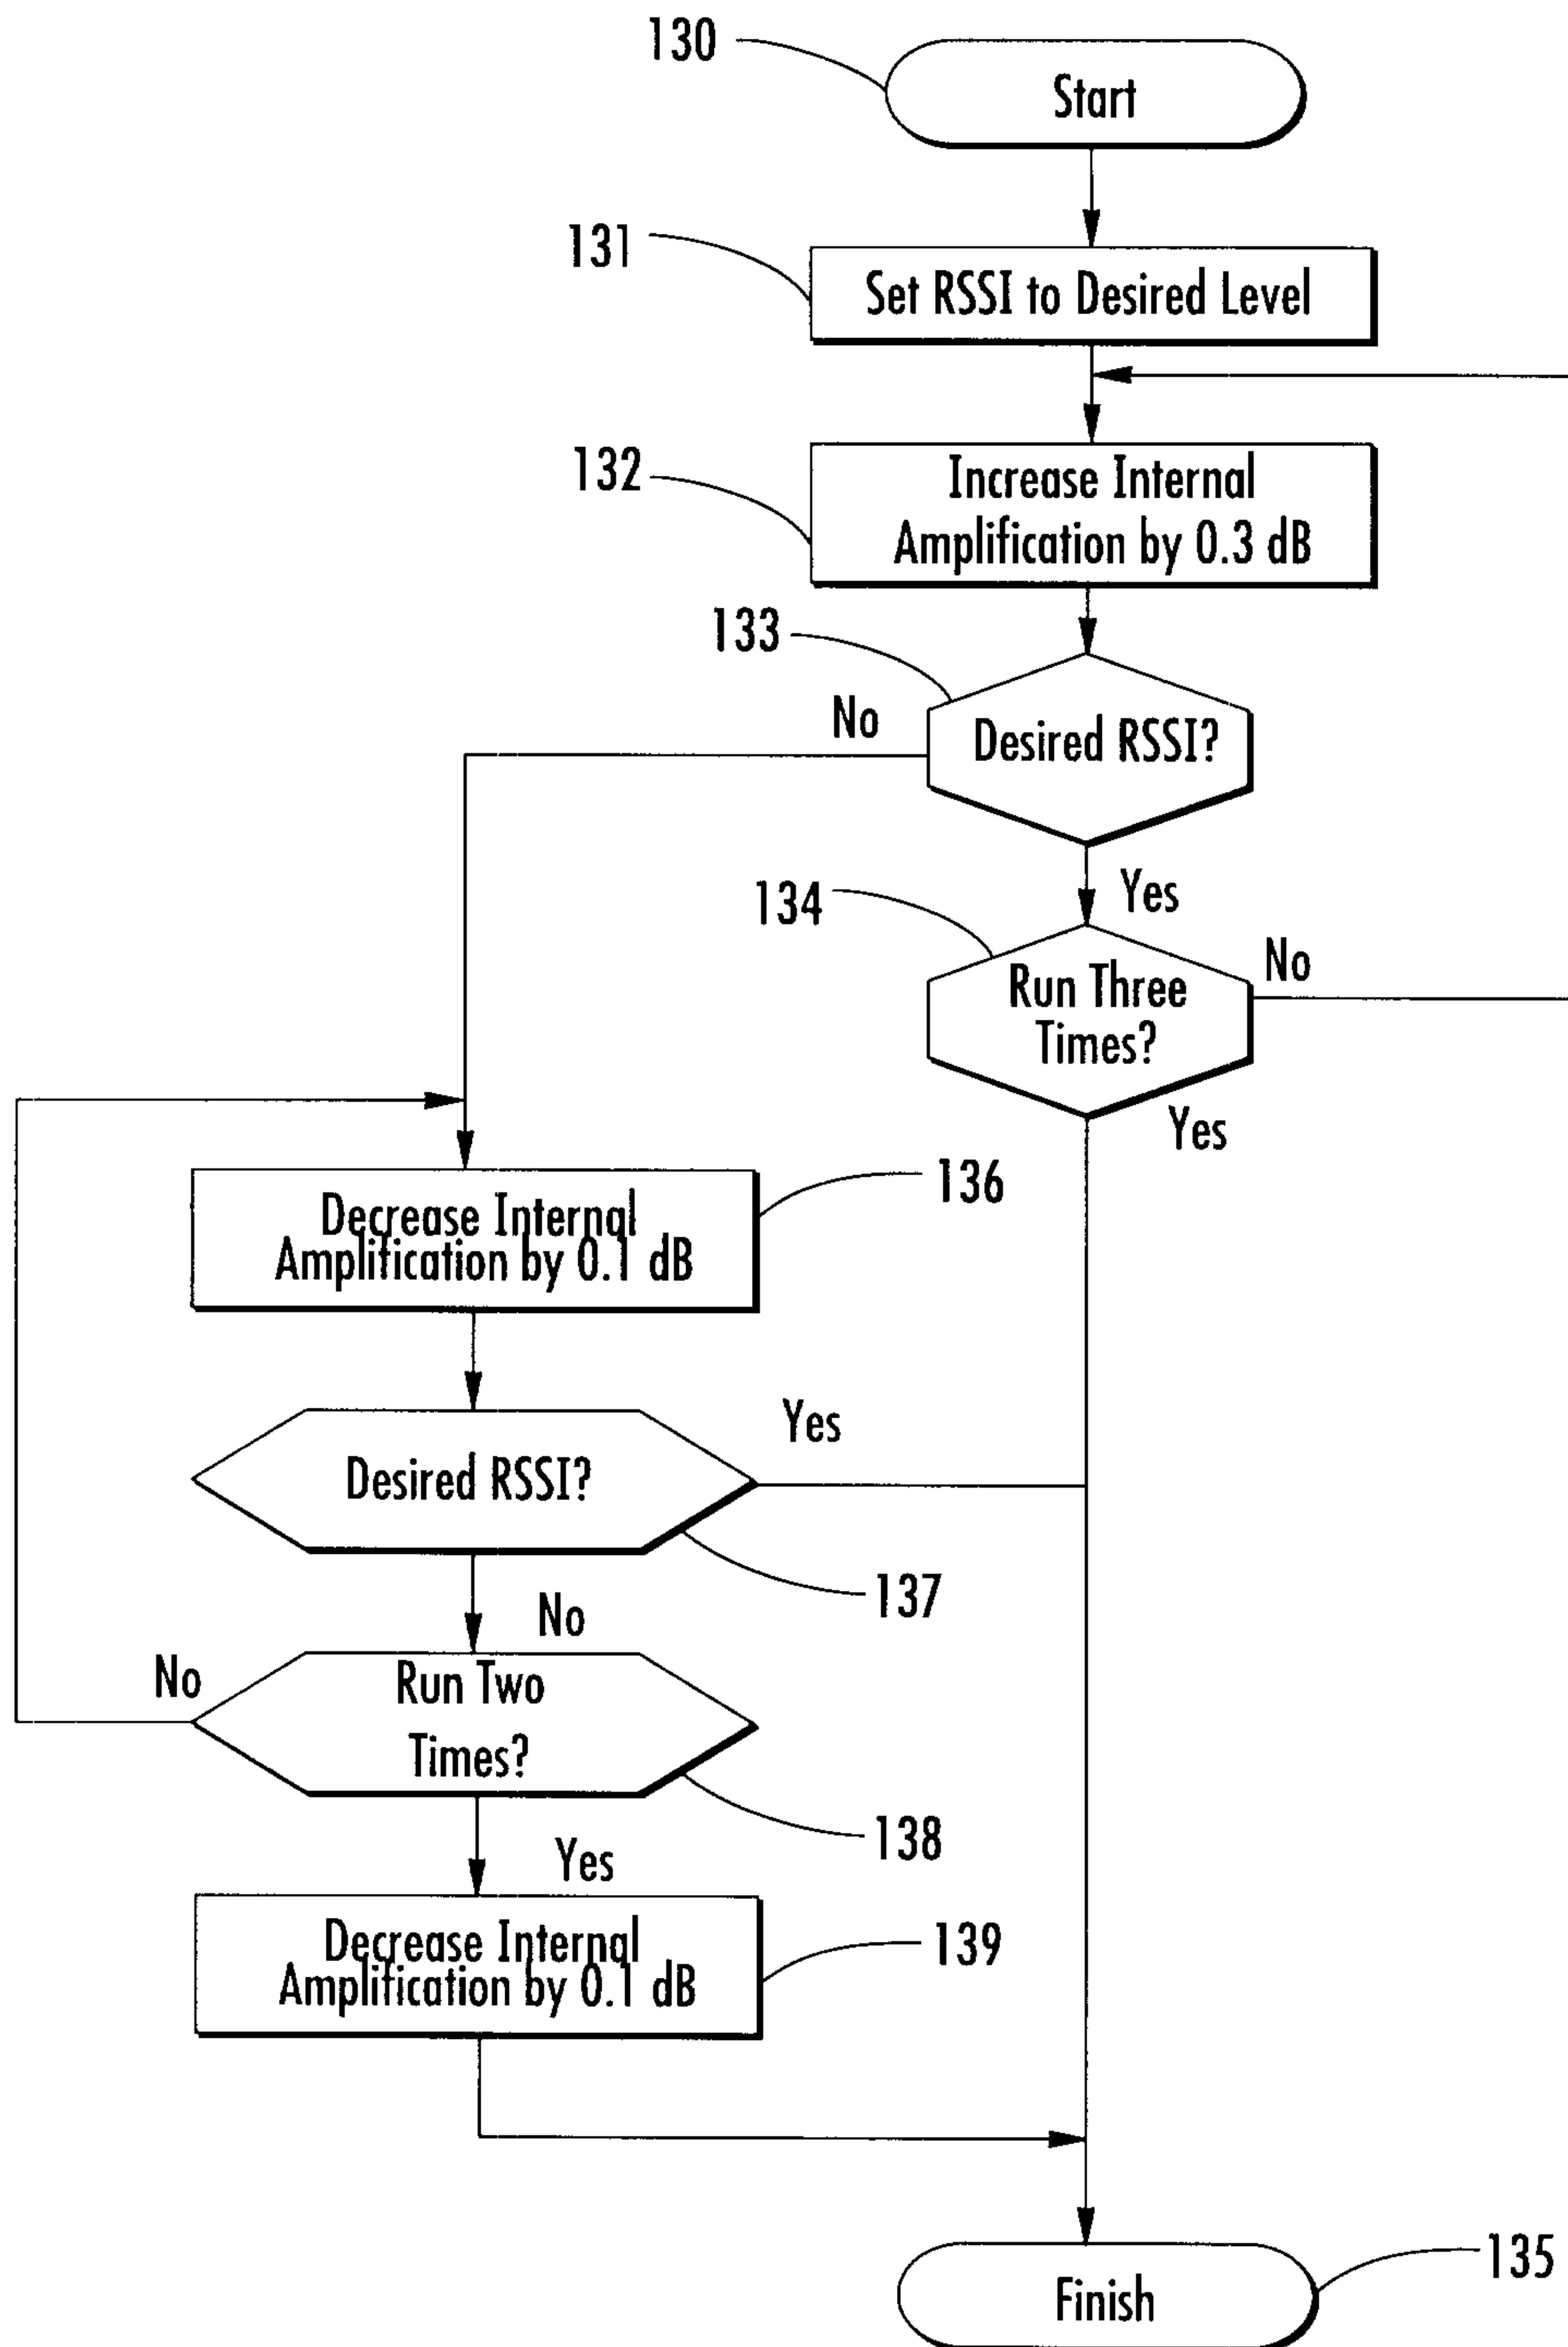 130
Start
131
Set RSSI to Desired Level
132
Increase Internal
Amplification by 0.3 dB
133
No
Desired RSSI?
Yes
134
No
Run Three
Times?
Yes
136
Decrease Internal
Amplification by 0.1 dB
Yes
Desired RSSI?
137
No
No
Run Two
Times?
138
Yes
Decrease Internal
Amplification by 0.1 dB
139
135
Finish